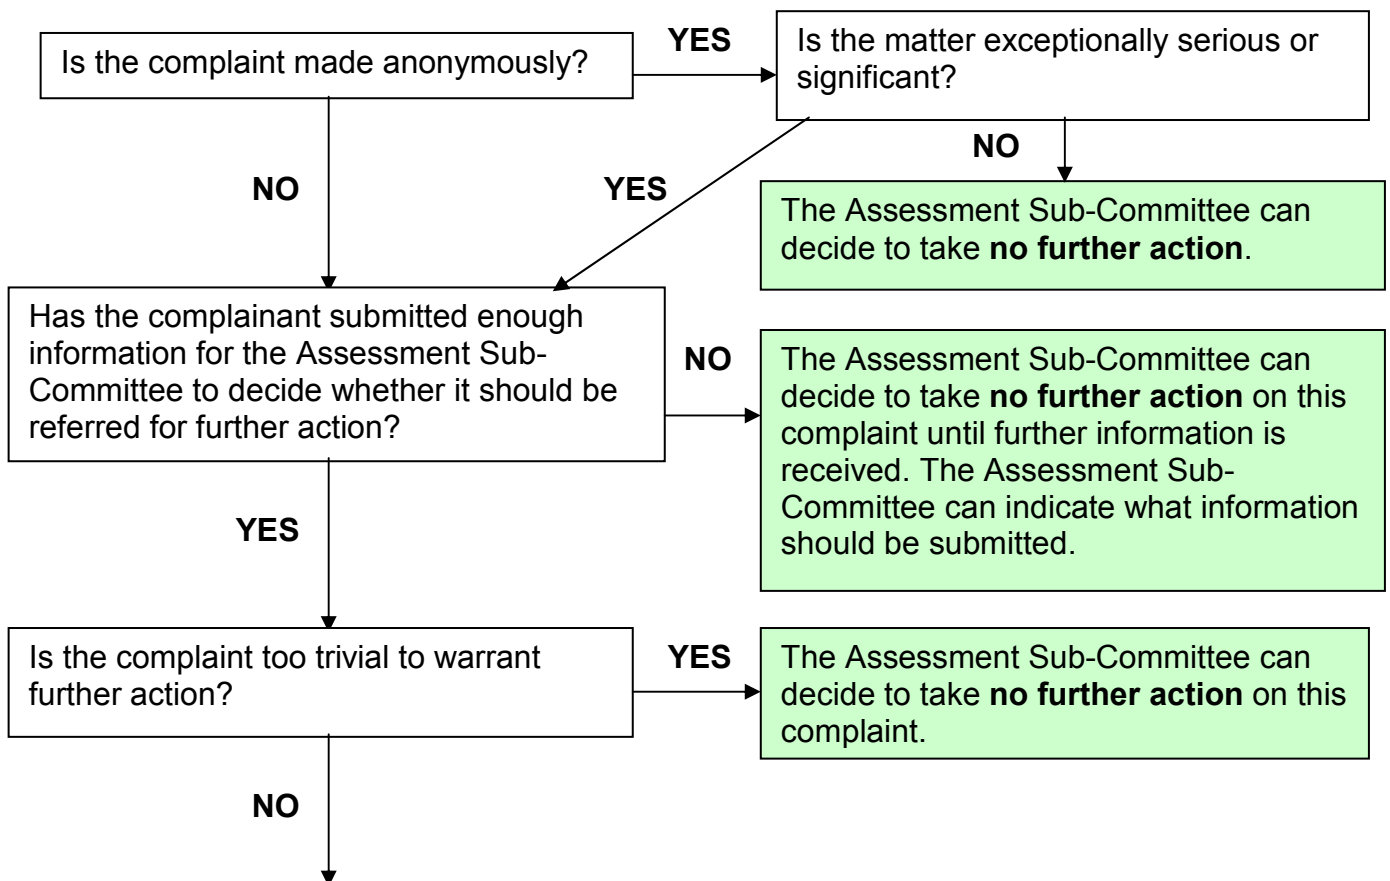 Is the complaint made anonymously?
YES
Is the matter exceptionally serious or
significant?
NO
YES
NO
The Assessment Sub-Committee can
decide to take no further action.
Has the complainant submitted enough
information for the Assessment Sub-
Committee to decide whether it should be
referred for further action?
NO
The Assessment Sub-Committee can
decide to take no further action on this
complaint until further information is
received. The Assessment Sub-
Committee can indicate what information
should be submitted.
YES
Is the complaint too trivial to warrant
further action?
YES
The Assessment Sub-Committee can
decide to take no further action on this
complaint.
NO